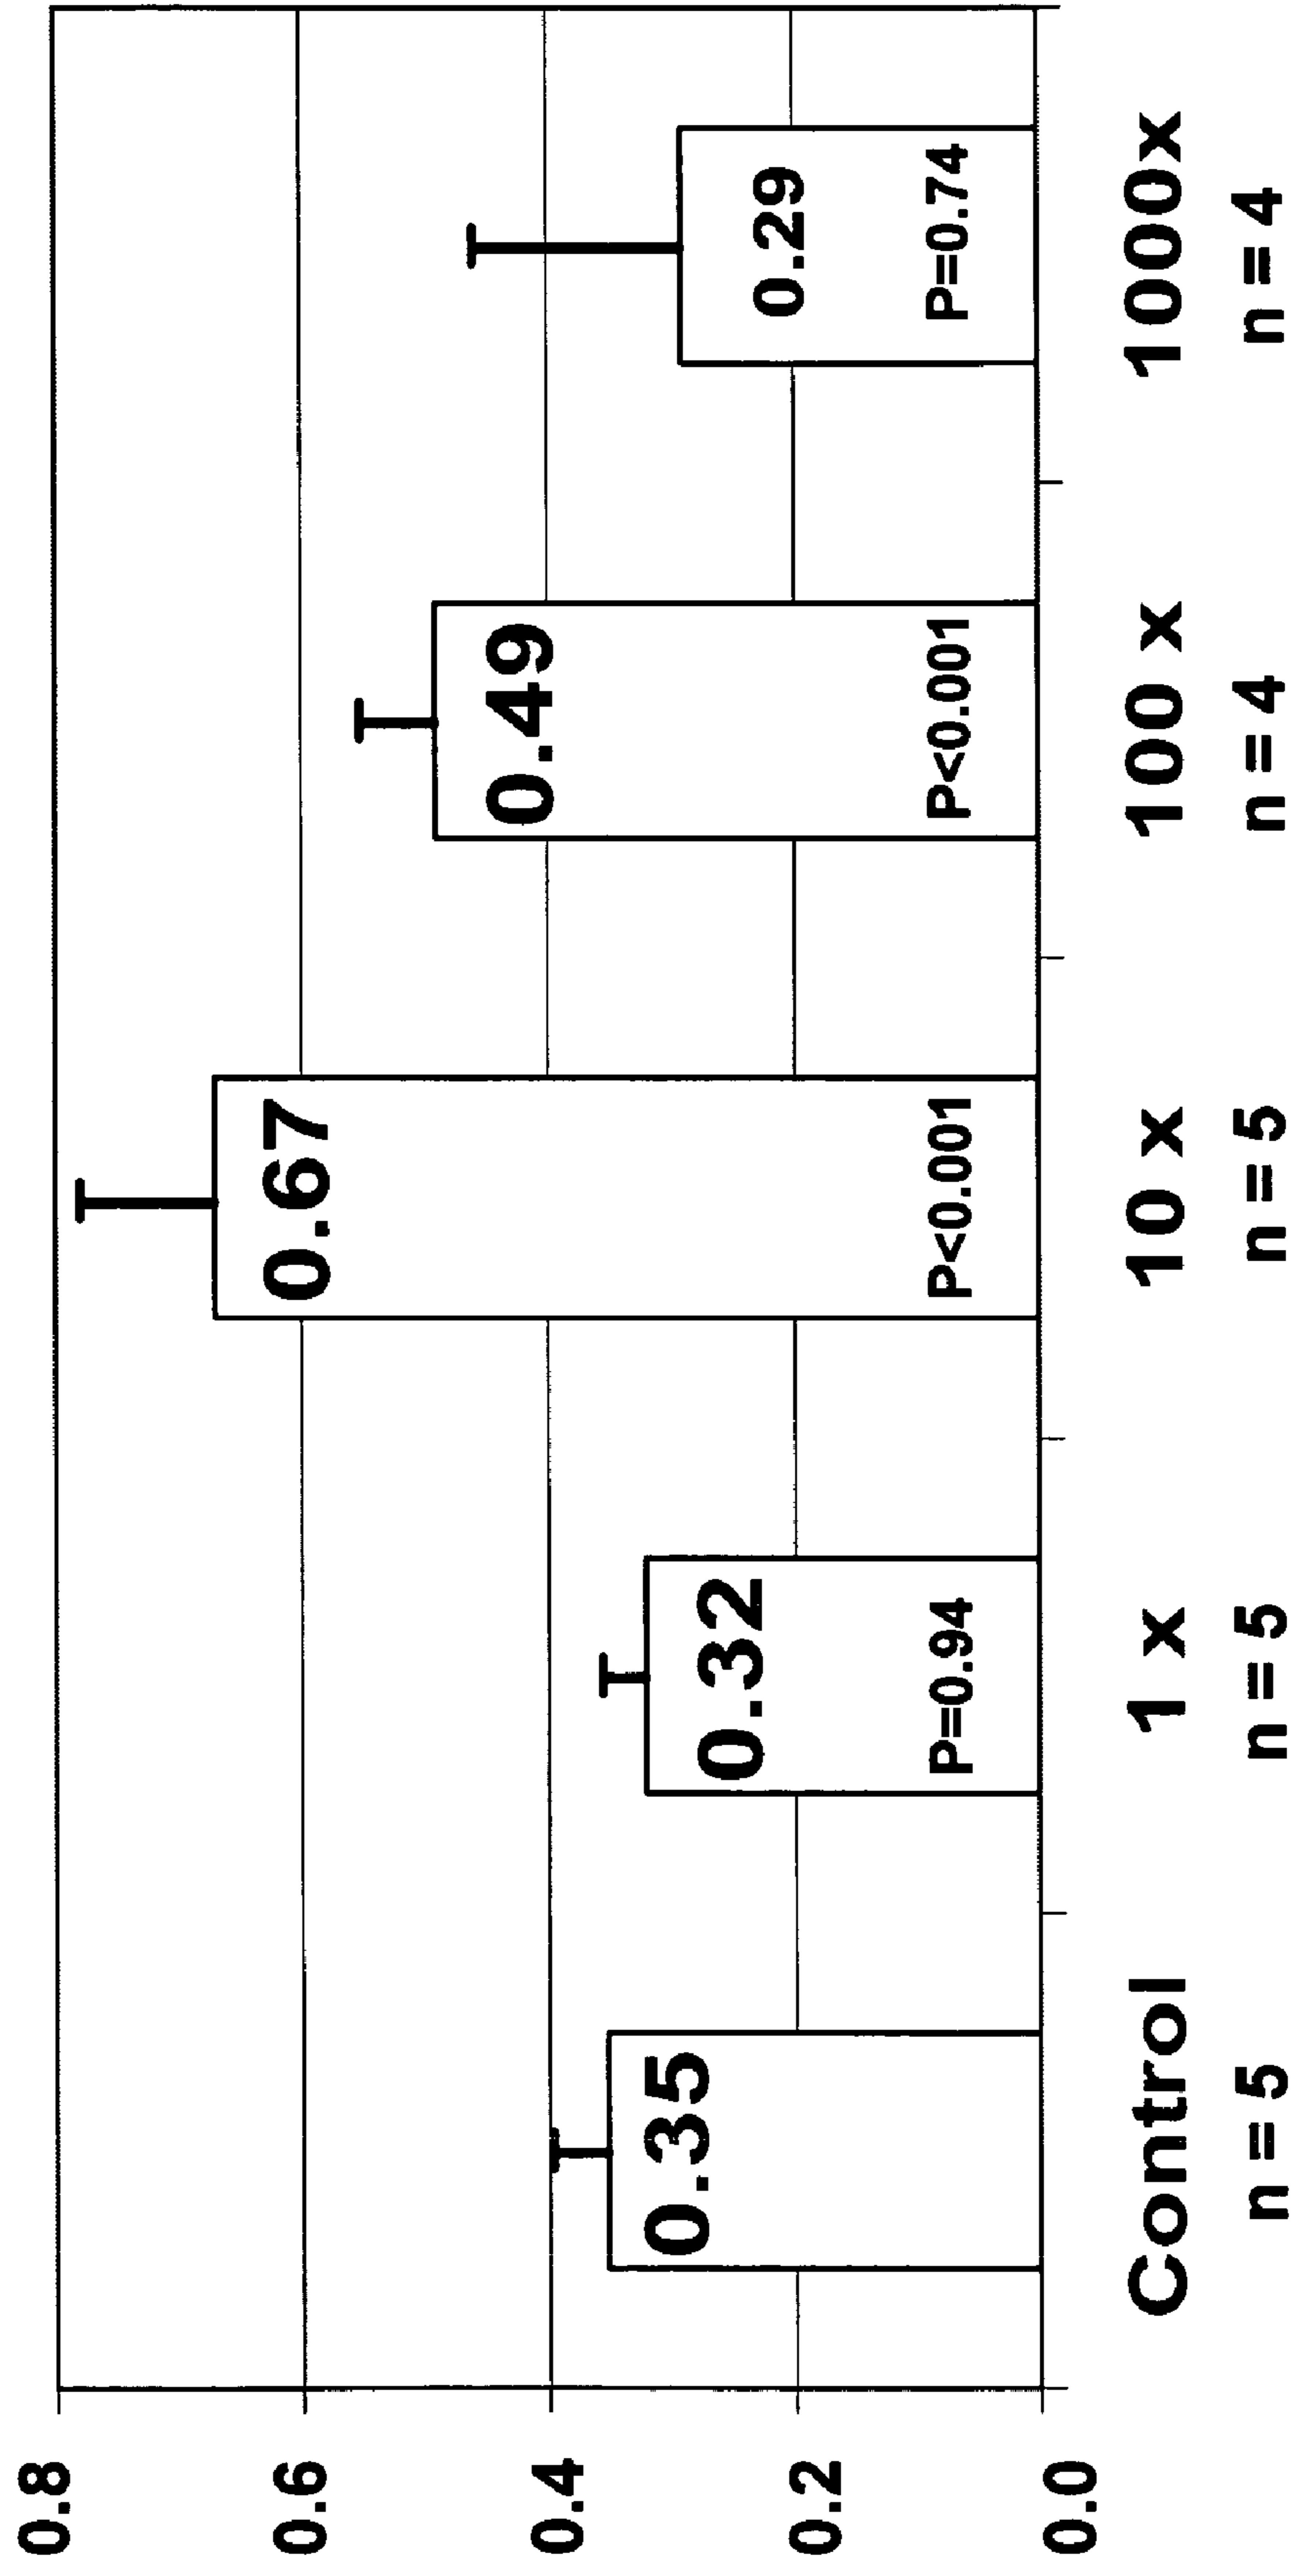 0.8
0.6
0.4
0.2
0.0
0.35
0.32
P=0.94
0.67
P<0.001
0.49
P<0.001
0.29
P=0.74
Control 1 x 10 x 100 x 1000x
n = 5 n = 5 n = 5 n = 4 n = 4